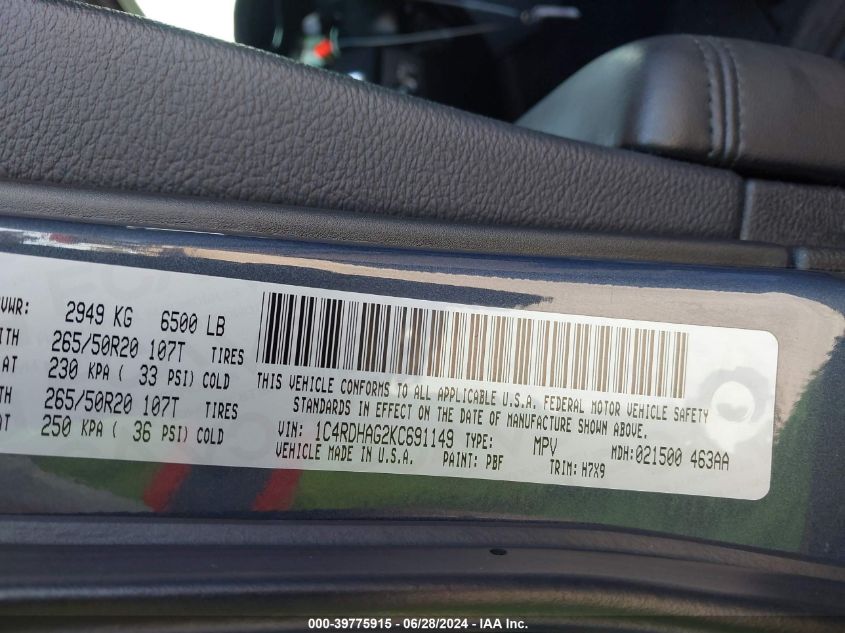 VWR: 2949 KG 6500 LB
ITH 265/50R20 107T TIRES
AT 230 KPA ( 33 PSI) COLD
TH 265/50R20 107T TIRES
AT 250 KPA ( 36 PSI) COLD
THIS VEHICLE CONFORMS TO ALL APPLICABLE U.S.A. FEDERAL MOTOR VEHICLE SAFETY
STANDARDS IN EFFECT ON THE DATE OF MANUFACTURE SHOWN ABOVE.
VIN: 1C4RDHAG2KC691149 TYPE: MPV MDH:021500 463AA
VEHICLE MADE IN U.S.A. PAINT: PBF TRIM: H7X9
000-39775915 - 06/28/2024 - IAA Inc.